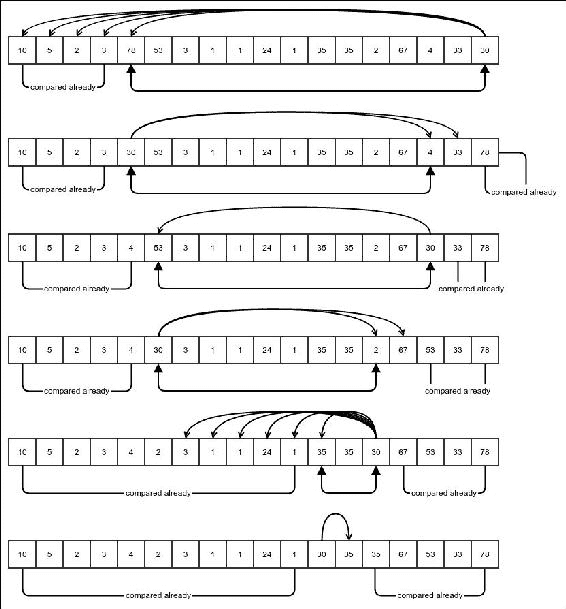 10 5 2 3 78 53 3 1 1 24 1 35 35 2 67 4 33 30
compared already
10 5 2 3 30 53 3 1 1 24 1 35 35 2 67 4 33 78
compared already compared already
10 5 2 3 4 53 3 1 1 24 1 35 35 2 67 30 33 78
compared already compared already
10 5 2 3 4 30 3 1 1 24 1 35 35 2 67 53 33 78
compared already compared already
10 5 2 3 4 2 3 1 1 24 1 35 35 30 67 53 33 78
compared already compared already
10 5 2 3 4 2 3 1 1 24 1 30 35 35 67 53 33 78
compared already compared already